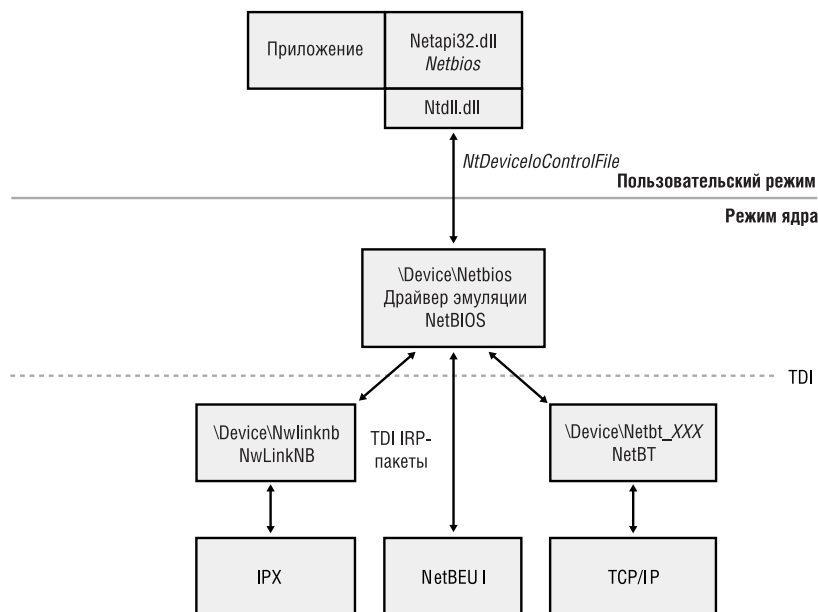 Приложение
Netapi32.dll
Netbios
Ntdll.dll
NtDeviceIoControlFile
Пользовательский режим
Режим ядра
\Device\Netbios
Драйвер эмуляции
NetBIOS
TDI
\Device\Nwlinknb
NwLinkNB
TDI IRP-
пакеты
\Device\Netbt_XXX
NetBT
IPX
NetBEU I
TCP/IP